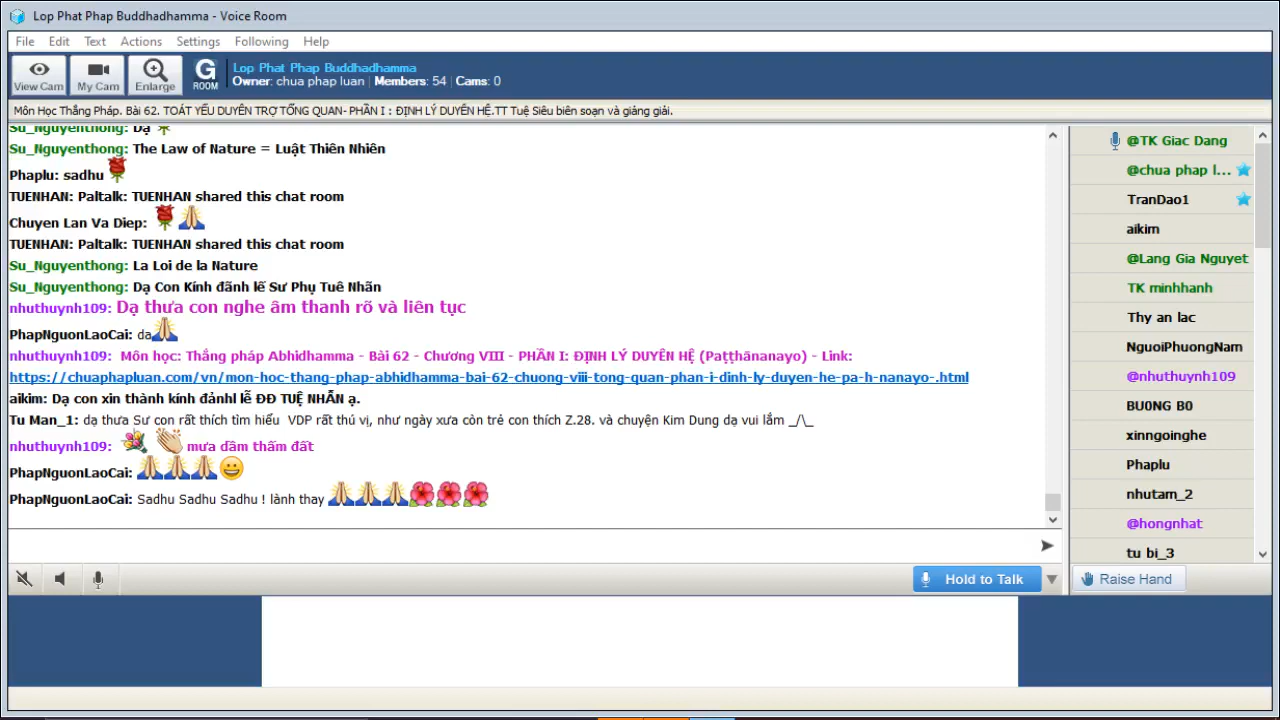 Lop Phat Phap Buddhadhamma - Voice Room
File Edit Text Actions Settings Following Help
View Cam My Cam Enlarge G ROOM
Lop Phat Phap Buddhadhamma
Owner: chua phap luan | Members: 54 | Cams: 0
Môn Học Thắng Pháp. Bài 62. TOÁT YẾU DUYÊN TRỢ TỔNG QUAN- PHẦN I : ĐỊNH LÝ DUYÊN HỆ.TT Tuệ Siêu biên soạn và giảng giải.
Su_Nguyenthong: Dạ
Su_Nguyenthong: The Law of Nature = Luật Thiên Nhiên
Phaplu: sadhu
TUENHAN: Paltalk: TUENHAN shared this chat room
Chuyen Lan Va Diep:
TUENHAN: Paltalk: TUENHAN shared this chat room
Su_Nguyenthong: La Loi de la Nature
Su_Nguyenthong: Dạ Con Kính đãnh lế Sư Phụ Tuê Nhãn
nhuthuynh109: Dạ thưa con nghe âm thanh rõ và liên tục
PhapNguonLaoCai: da
nhuthuynh109: Môn học: Thắng pháp Abhidhamma - Bài 62 - Chương VIII - PHẦN I: ĐỊNH LÝ DUYÊN HỆ (Paṭṭhānanayo) - Link:
https://chuaphapluan.com/vn/mon-hoc-thang-phap-abhidhamma-bai-62-chuong-viii-tong-quan-phan-i-dinh-ly-duyen-he-pa-h-nanayo-.html
aikim: Dạ con xin thành kính đảnhl lễ ĐĐ TUỆ NHẪN ạ.
Tu Man_1: dạ thưa Sư con rất thích tìm hiểu VDP rất thú vị, như ngày xưa còn trẻ con thích Z.28. và chuyện Kim Dung dạ vui lắm _/\_
nhuthuynh109: mưa dầm thấm đất
PhapNguonLaoCai:
PhapNguonLaoCai: Sadhu Sadhu Sadhu ! lành thay
Hold to Talk
@TK Giac Dang
@chua phap l...
TranDao1
aikim
@Lang Gia Nguyet
TK minhhanh
Thy an lac
NguoiPhuongNam
@nhuthuynh109
BU0NG B0
xinngoinghe
Phaplu
nhutam_2
@hongnhat
tu bi_3
Raise Hand